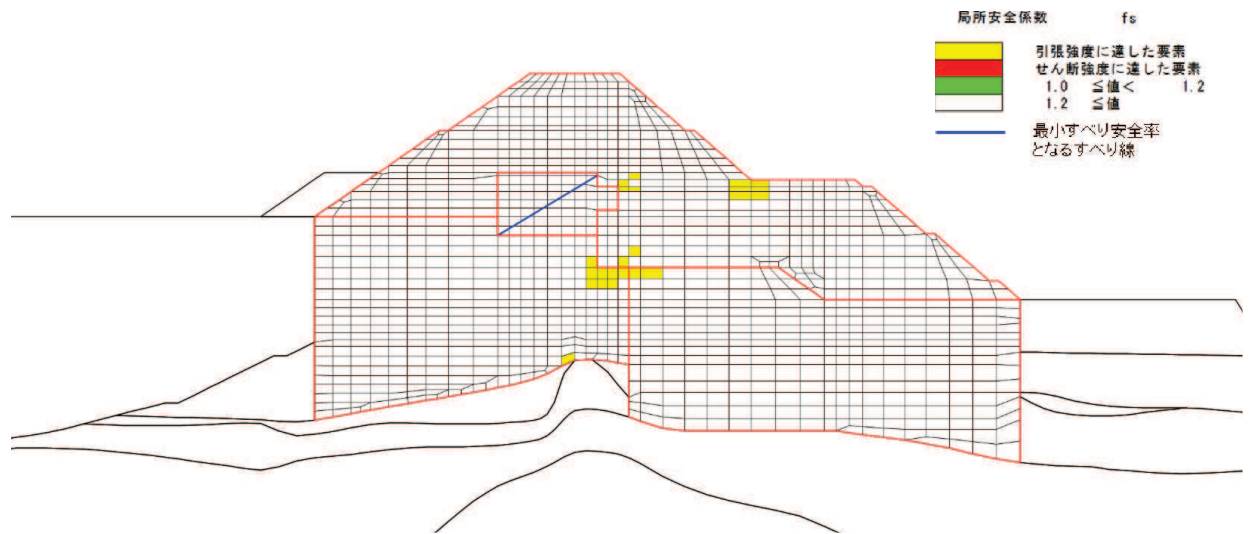 局所安全係数 fs
引張強度に達した要素
せん断強度に達した要素
1.0 ≦値< 1.2
1.2 ≦値
最小すべり安全率
となるすべり線